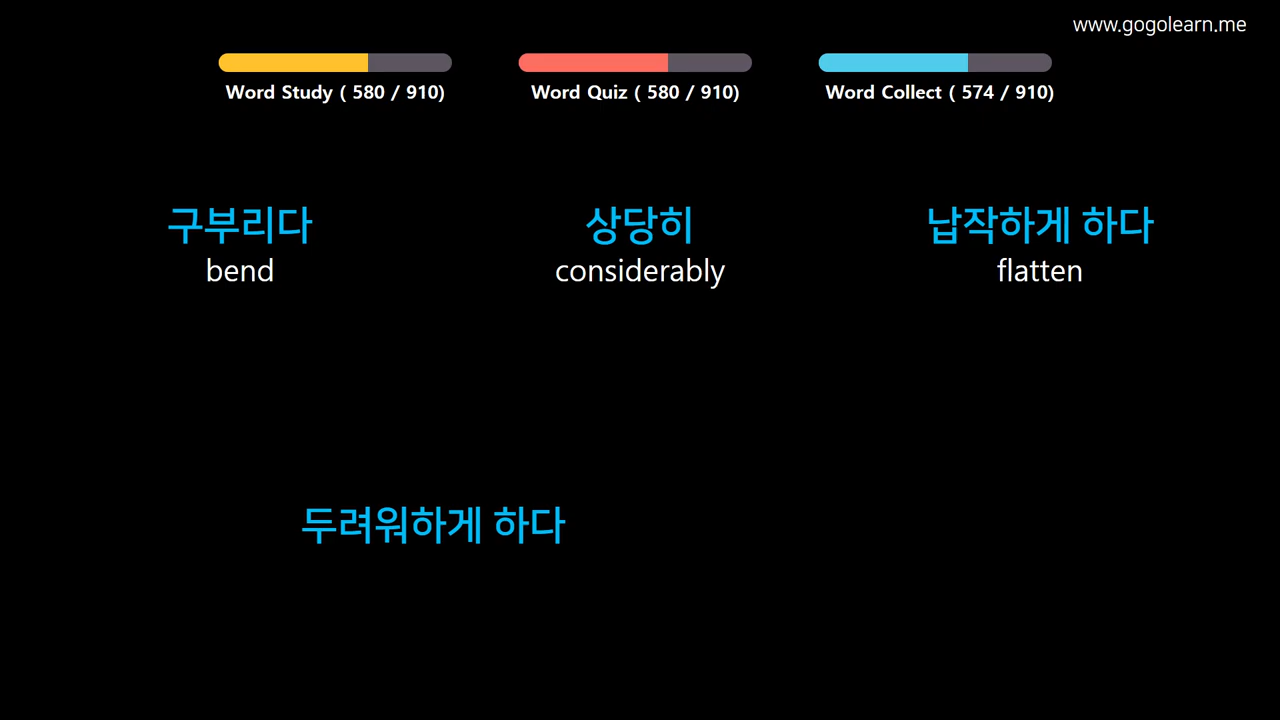 www.gogolearn.me
Word Study ( 580 / 910)
Word Quiz ( 580 / 910)
Word Collect ( 574 / 910)
구부리다
bend
상당히
considerably
납작하게 하다
flatten
두려워하게 하다